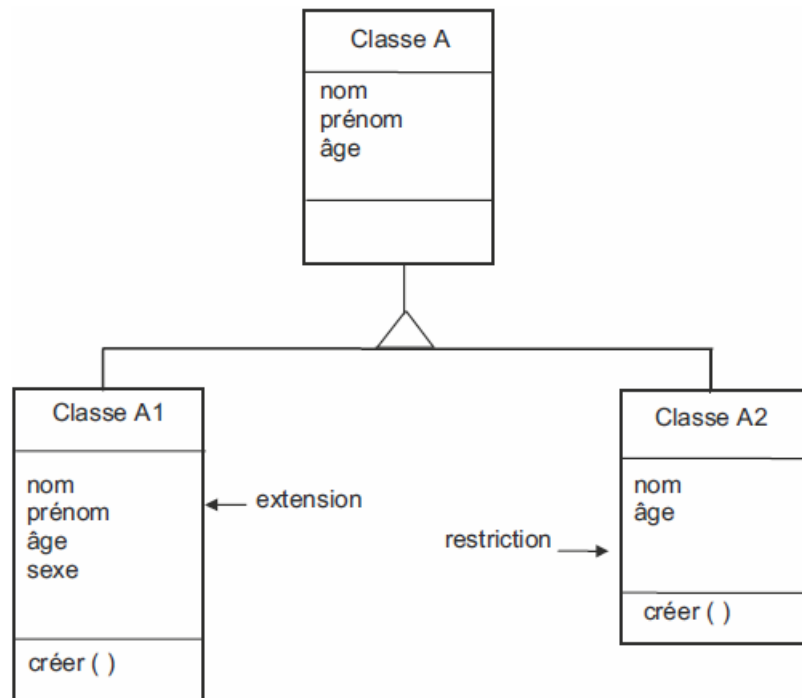 Classe A
nom
prénom
âge
Classe A1
nom
prénom
âge
sexe
créer ( )
extension
restriction
Classe A2
nom
âge
créer ( )